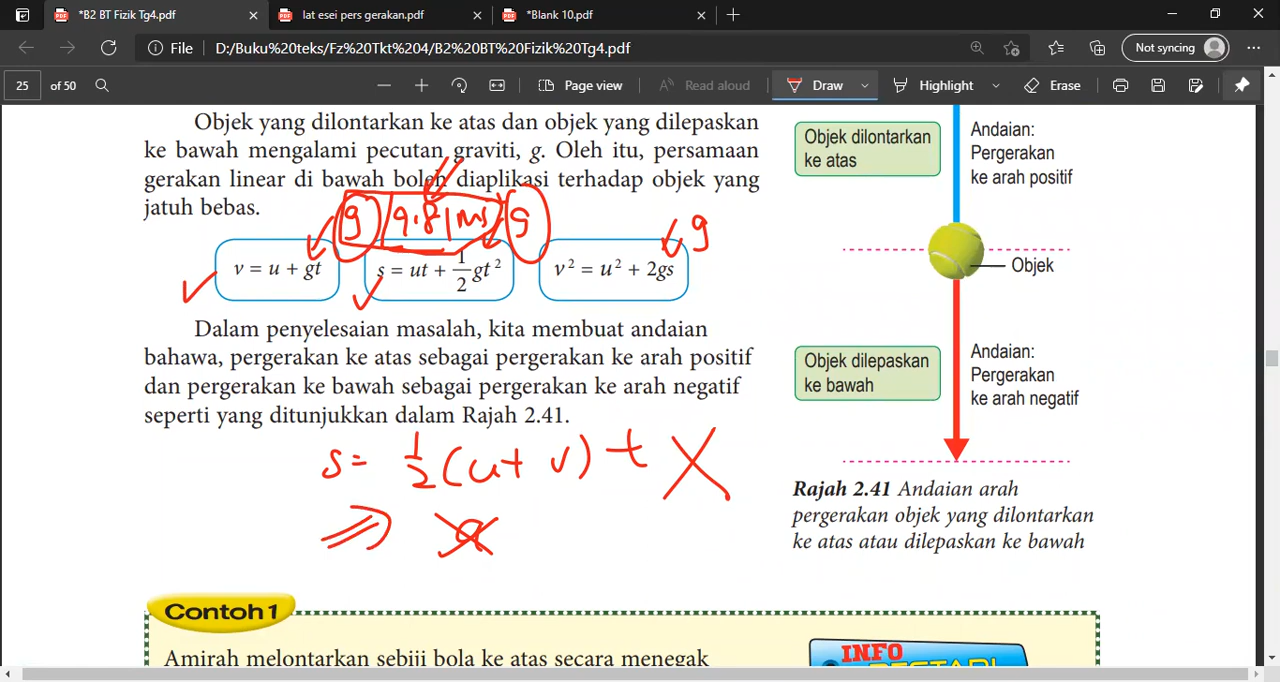 *B2 BT Fizik Tg4.pdf
lat esei pers gerakan.pdf
*Blank 10.pdf
File
D:/Buku%20teks/Fz%20Tkt%204/B2%20BT%20Fizik%20Tg4.pdf
Not syncing
25 of 50
Page view
Read aloud
Draw
Highlight
Erase
Objek yang dilontarkan ke atas dan objek yang dilepaskan
ke bawah mengalami pecutan graviti, g. Oleh itu, persamaan
gerakan linear di bawah boleh diaplikasi terhadap objek yang
jatuh bebas.
g 9.81 ms g
g
v = u + gt
s = ut + 1/2 gt²
v² = u² + 2gs
Dalam penyelesaian masalah, kita membuat andaian
bahawa, pergerakan ke atas sebagai pergerakan ke arah positif
dan pergerakan ke bawah sebagai pergerakan ke arah negatif
seperti yang ditunjukkan dalam Rajah 2.41.
s = 1/2 (u + v) t
a
Objek dilontarkan
ke atas
Andaian:
Pergerakan
ke arah positif
Objek
Objek dilepaskan
ke bawah
Andaian:
Pergerakan
ke arah negatif
Rajah 2.41 Andaian arah
pergerakan objek yang dilontarkan
ke atas atau dilepaskan ke bawah
Contoh 1
Amirah melontarkan sebiji bola ke atas secara menegak
INFO
BESTARI